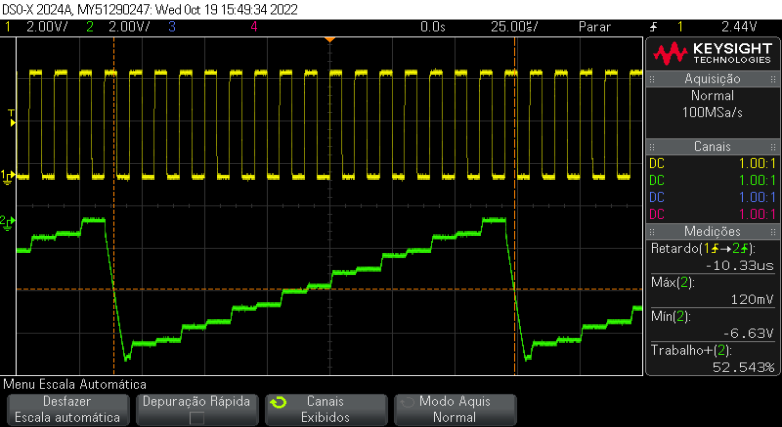 DSO-X 2024A, MY51290247: Wed Oct 19 15:49:34 2022
1 2.00V/ 2 2.00V/ 3 4 0.0s 25.00s/ Parar 1 2.44V
KEYSIGHT
TECHNOLOGIES
Aquisição
Normal
100MSa/s
Canais
DC 1.00:1
DC 1.00:1
DC 1.00:1
DC 1.00:1
Medições
Retardo(1→2):
-10.33us
Máx(2):
120mV
Mín(2):
-6.63V
Trabalho+(2):
52.543%
T
1
2
Menu Escala Automática
Desfazer
Escala automática
Depuração Rápida
Canais
Exibidos
Modo Aquis
Normal